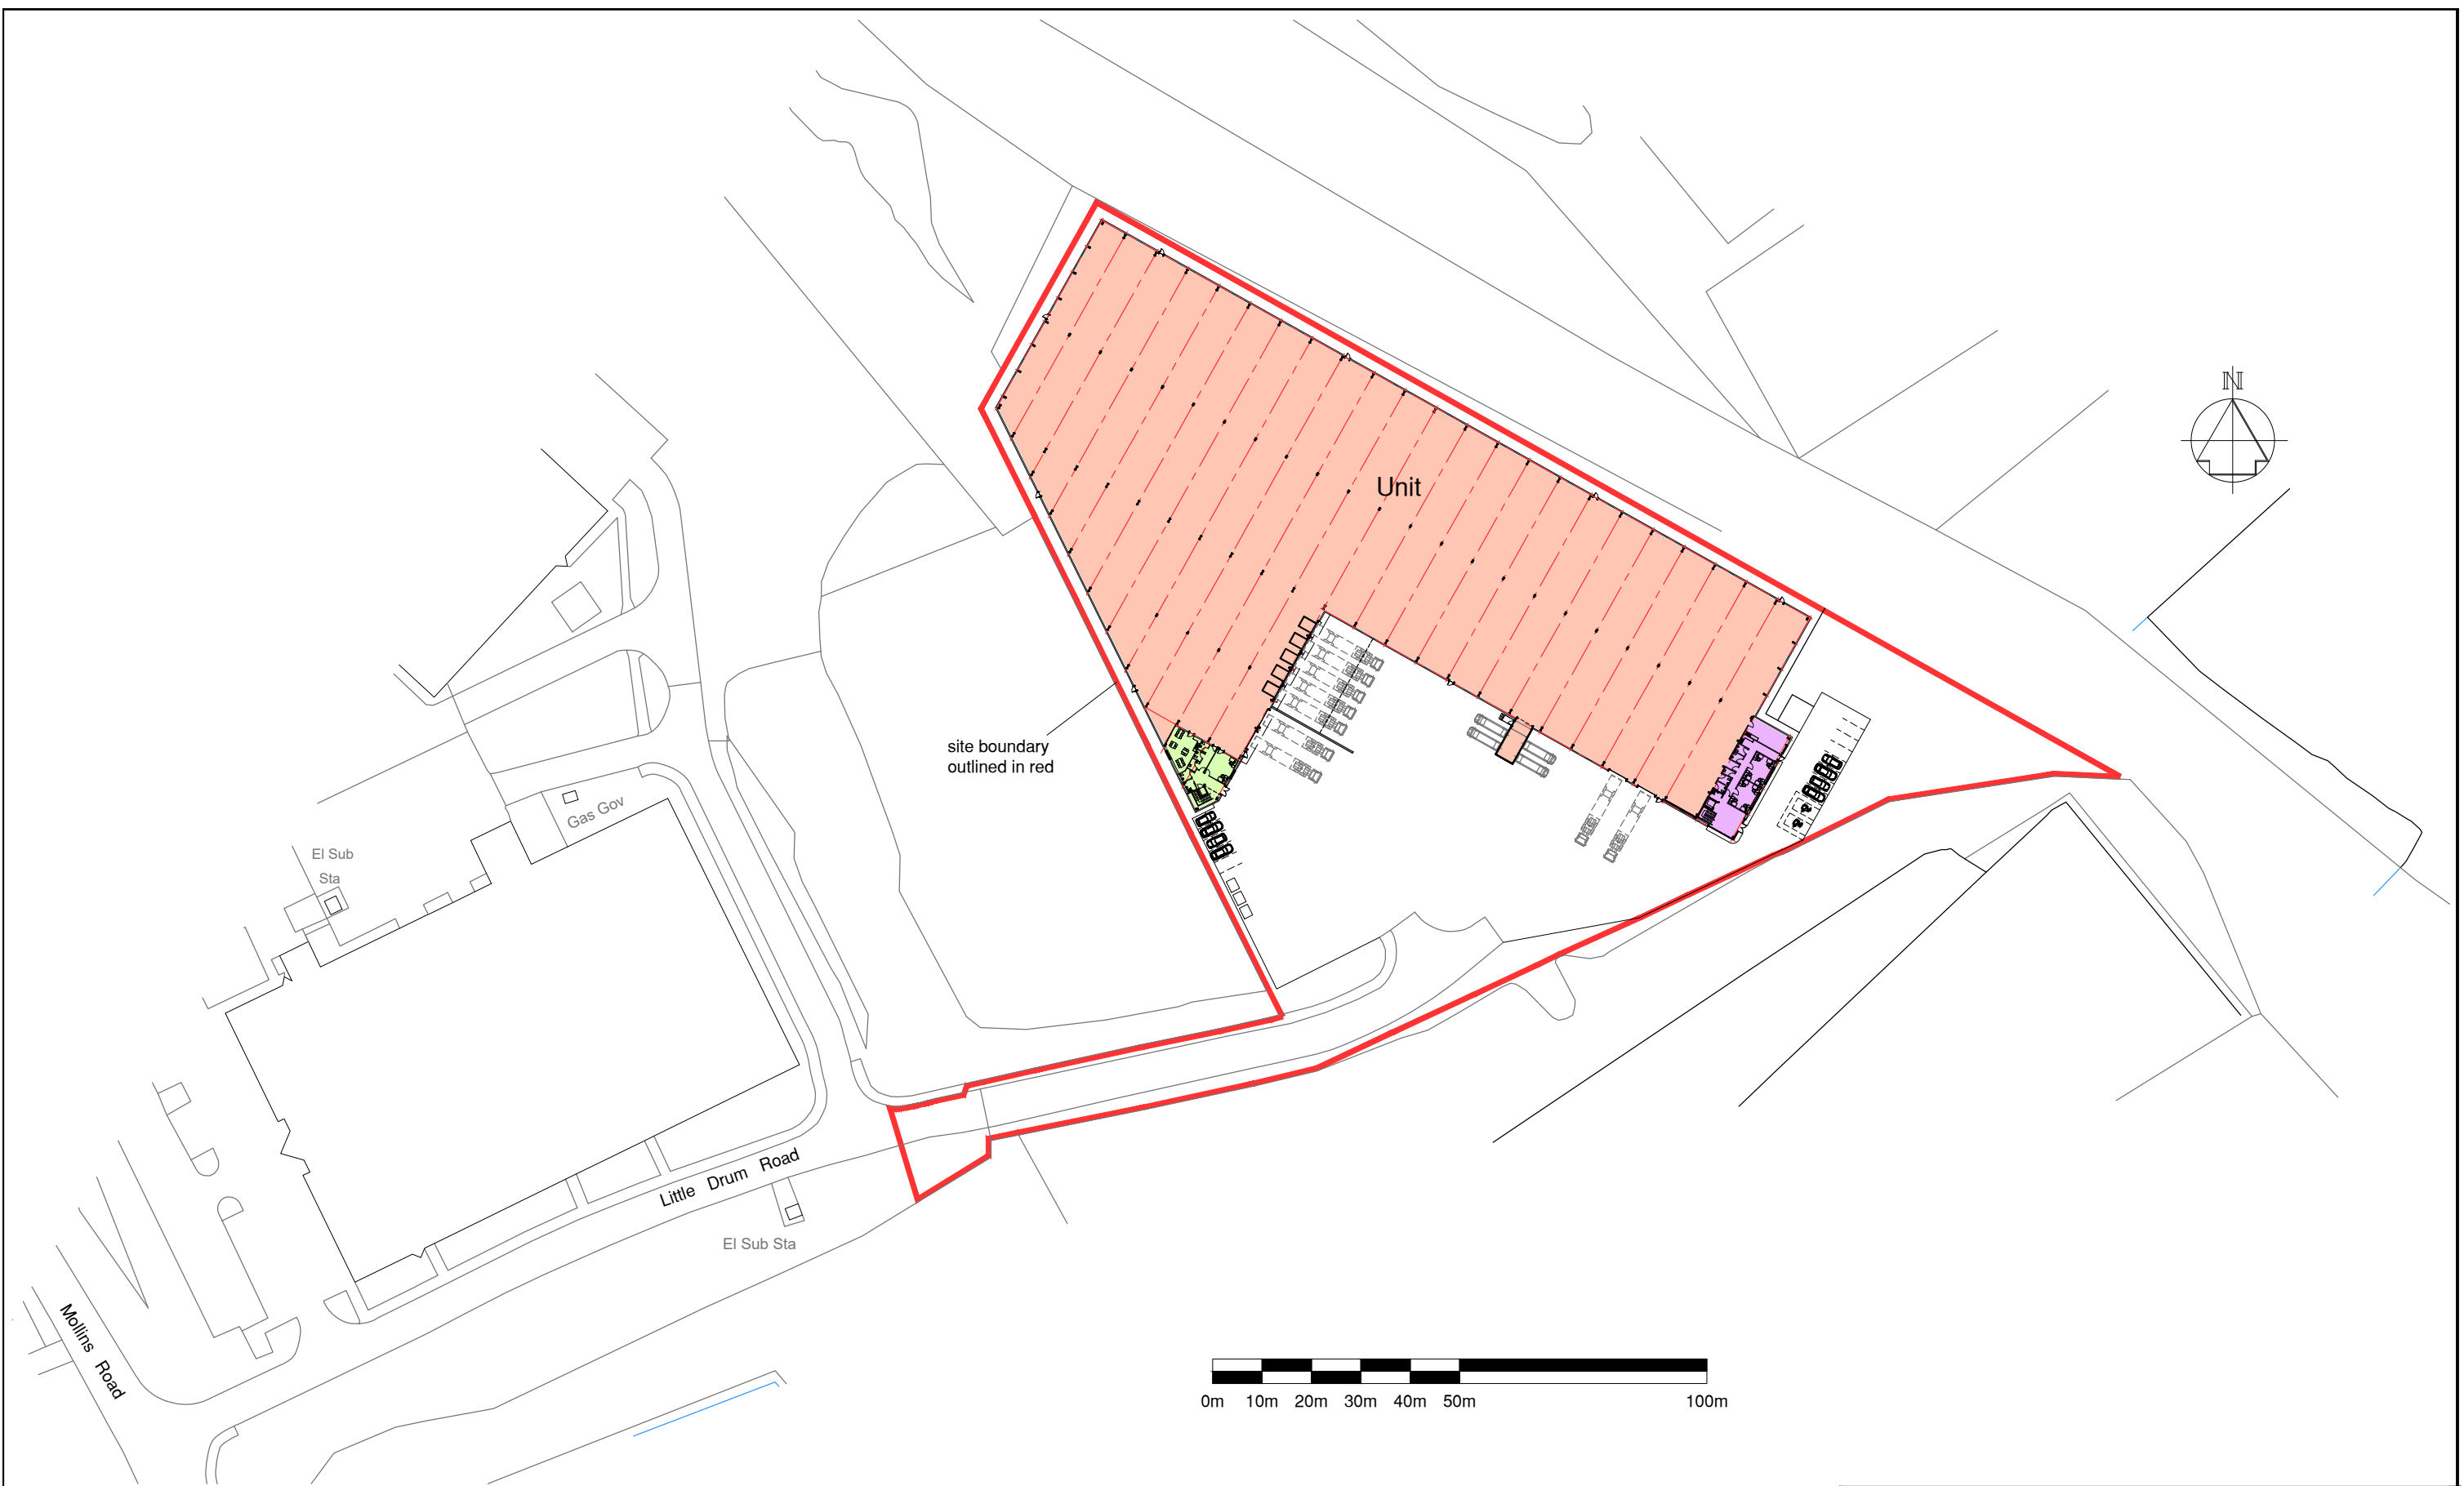 N
Unit
site boundary
outlined in red
Gas Gov
El Sub
Sta
Little Drum Road
El Sub Sta
Mollins Road
0m 10m 20m 30m 40m 50m 100m